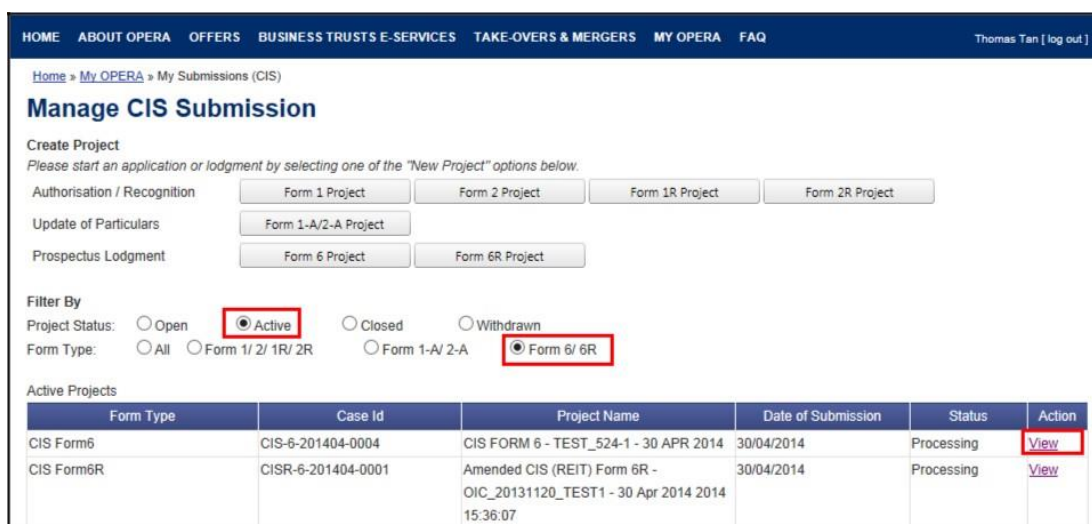 HOME ABOUT OPERA OFFERS BUSINESS TRUSTS E-SERVICES TAKE-OVERS & MERGERS MY OPERA FAQ Thomas Tan [ log out ]
Home » My OPERA » My Submissions (CIS)
Manage CIS Submission
Create Project
Please start an application or lodgment by selecting one of the "New Project" options below.
Authorisation / Recognition Form 1 Project Form 2 Project Form 1R Project Form 2R Project
Update of Particulars Form 1-A/2-A Project
Prospectus Lodgment Form 6 Project Form 6R Project
Filter By
Project Status: Open Active Closed Withdrawn
Form Type: All Form 1/ 2/ 1R/ 2R Form 1-A/ 2-A Form 6/ 6R
Active Projects
Form Type Case Id Project Name Date of Submission Status Action
CIS Form6 CIS-6-201404-0004 CIS FORM 6 - TEST_524-1 - 30 APR 2014 30/04/2014 Processing View
CIS Form6R CISR-6-201404-0001 Amended CIS (REIT) Form 6R - 30/04/2014 Processing View
OIC_20131120_TEST1 - 30 Apr 2014 2014
15:36:07